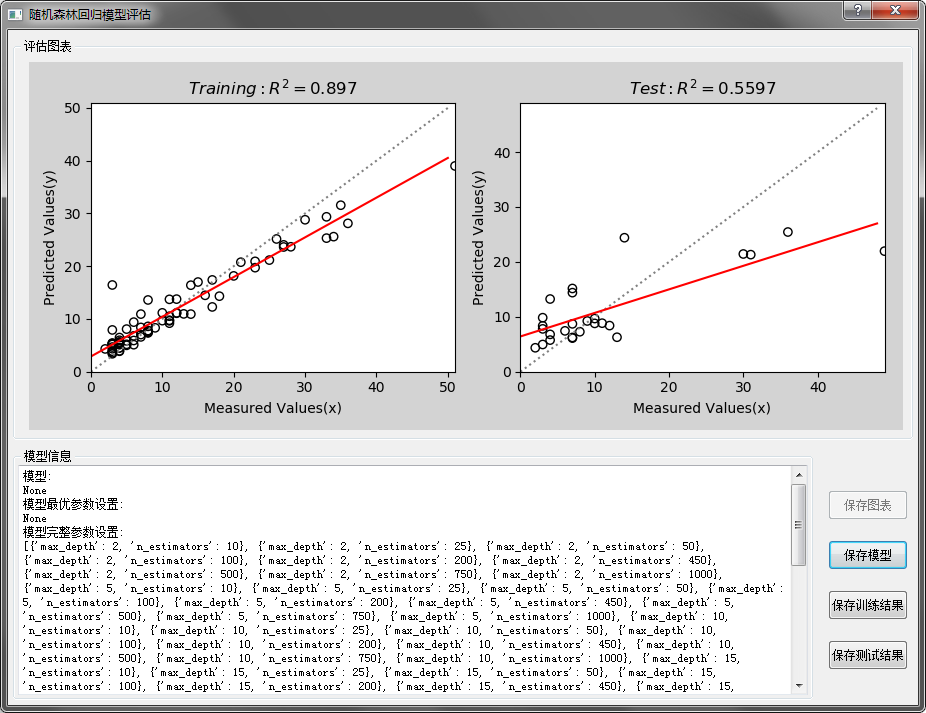 随机森林回归模型评估
评估图表
Training : R² = 0.897
Test : R² = 0.5597
50
40
30
20
10
0
0 10 20 30 40 50
Predicted Values(y)
Measured Values(x)
40
30
20
10
0
0 10 20 30 40
Predicted Values(y)
Measured Values(x)
模型信息
模型:
None
模型最优参数设置:
None
模型完整参数设置:
[{'max_depth': 2, 'n_estimators': 10}, {'max_depth': 2, 'n_estimators': 25}, {'max_depth': 2, 'n_estimators': 50},
{'max_depth': 2, 'n_estimators': 100}, {'max_depth': 2, 'n_estimators': 200}, {'max_depth': 2, 'n_estimators': 450},
{'max_depth': 2, 'n_estimators': 500}, {'max_depth': 2, 'n_estimators': 750}, {'max_depth': 2, 'n_estimators': 1000},
{'max_depth': 5, 'n_estimators': 10}, {'max_depth': 5, 'n_estimators': 25}, {'max_depth': 5, 'n_estimators': 50}, {'max_depth':
5, 'n_estimators': 100}, {'max_depth': 5, 'n_estimators': 200}, {'max_depth': 5, 'n_estimators': 450}, {'max_depth': 5,
'n_estimators': 500}, {'max_depth': 5, 'n_estimators': 750}, {'max_depth': 5, 'n_estimators': 1000}, {'max_depth': 10,
'n_estimators': 10}, {'max_depth': 10, 'n_estimators': 25}, {'max_depth': 10, 'n_estimators': 50}, {'max_depth': 10,
'n_estimators': 100}, {'max_depth': 10, 'n_estimators': 200}, {'max_depth': 10, 'n_estimators': 450}, {'max_depth': 10,
'n_estimators': 500}, {'max_depth': 10, 'n_estimators': 750}, {'max_depth': 10, 'n_estimators': 1000}, {'max_depth': 15,
'n_estimators': 10}, {'max_depth': 15, 'n_estimators': 25}, {'max_depth': 15, 'n_estimators': 50}, {'max_depth': 15,
'n_estimators': 100}, {'max_depth': 15, 'n_estimators': 200}, {'max_depth': 15, 'n_estimators': 450}, {'max_depth': 15,
保存图表
保存模型
保存训练结果
保存测试结果